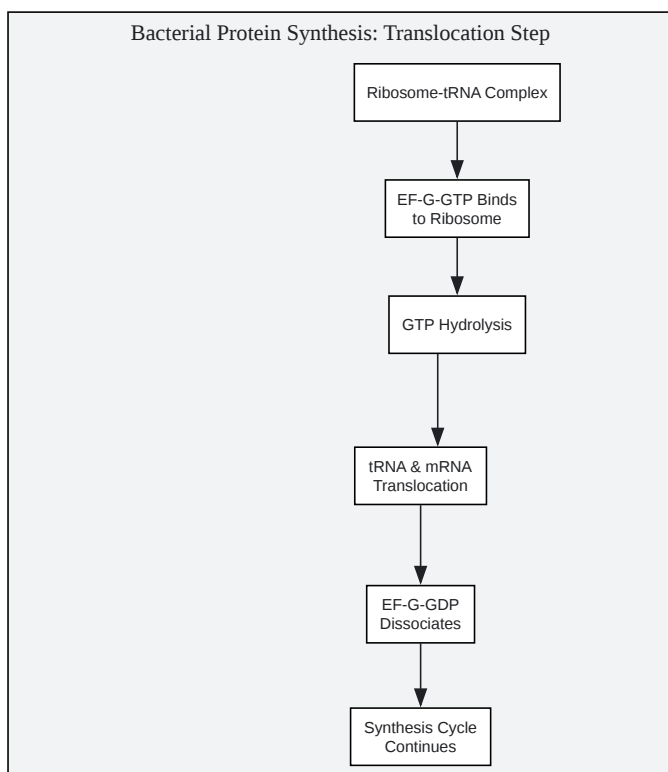 Bacterial Protein Synthesis: Translocation Step
Ribosome-tRNA Complex
EF-G-GTP Binds
to Ribosome
GTP Hydrolysis
tRNA & mRNA
Translocation
EF-G-GDP
Dissociates
Synthesis Cycle
Continues